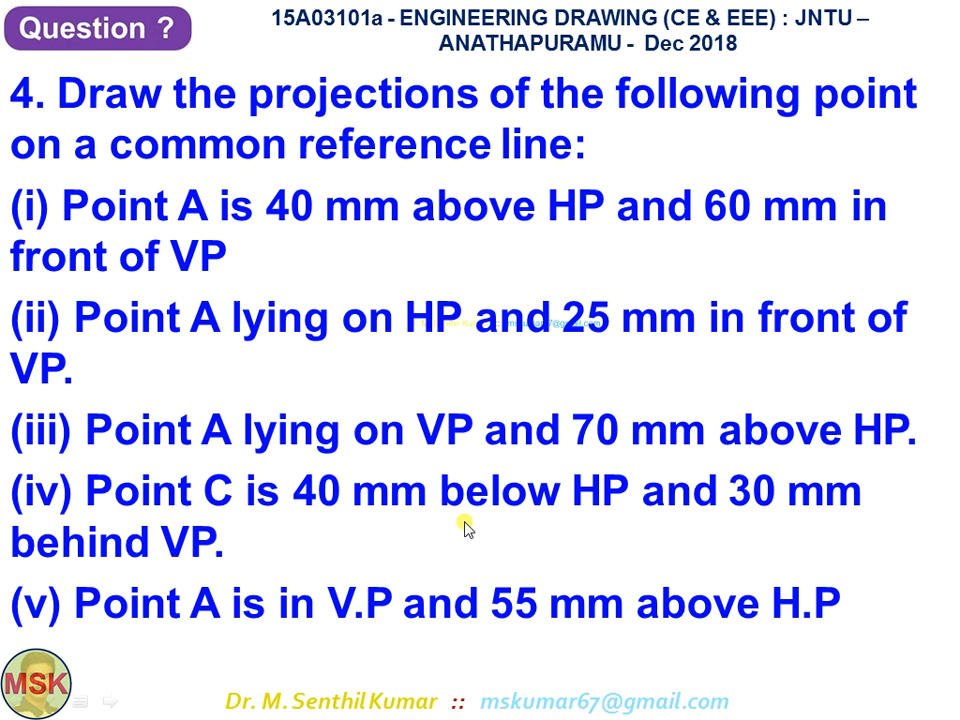 Question ?
15A03101a - ENGINEERING DRAWING (CE & EEE) : JNTU –
ANATHAPURAMU - Dec 2018
4. Draw the projections of the following point
on a common reference line:
(i) Point A is 40 mm above HP and 60 mm in
front of VP
(ii) Point A lying on HP and 25 mm in front of
VP.
(iii) Point A lying on VP and 70 mm above HP.
(iv) Point C is 40 mm below HP and 30 mm
behind VP.
(v) Point A is in V.P and 55 mm above H.P
MSK
Dr. M. Senthil Kumar :: mskumar67@gmail.com